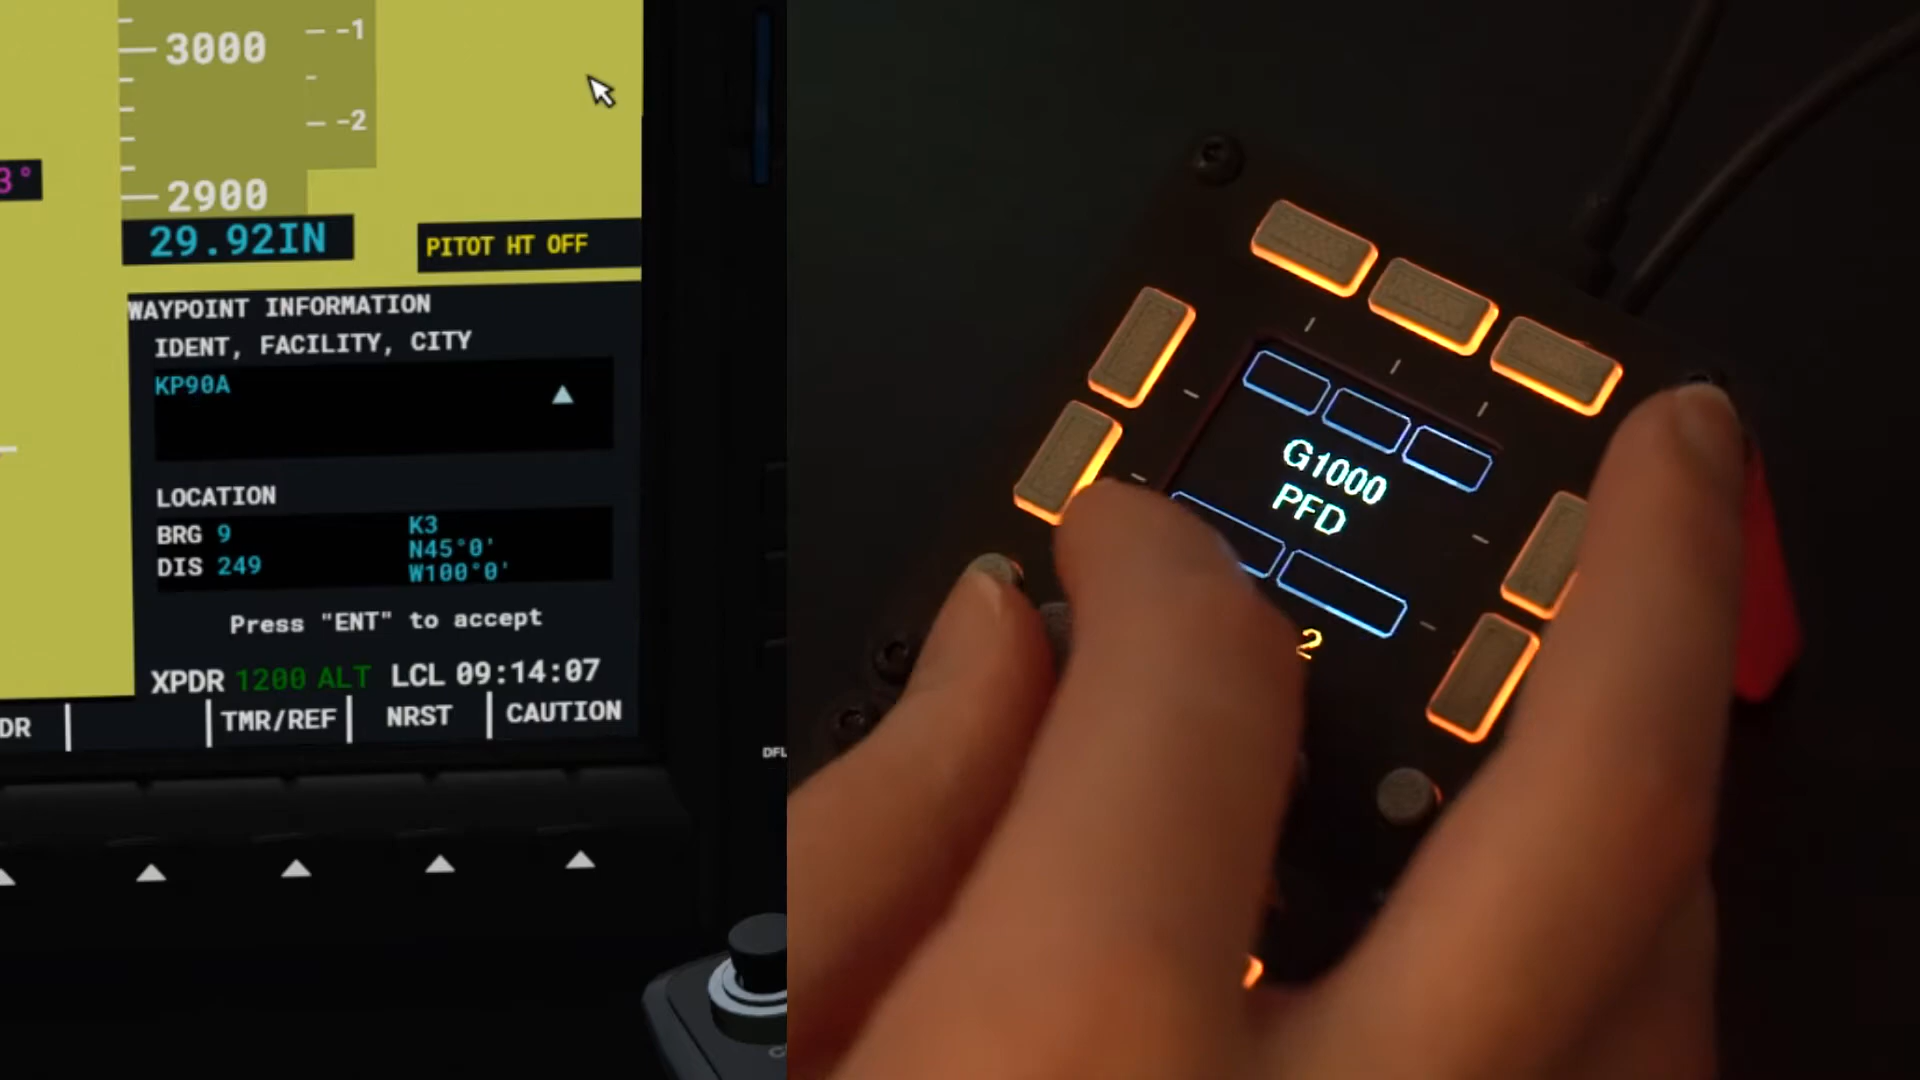 3000
-1
-2
3°
2900
29.92IN
PITOT HT OFF
WAYPOINT INFORMATION
IDENT, FACILITY, CITY
KP90A
LOCATION
BRG 9
K3
N45°0'
DIS 249
W100°0'
Press "ENT" to accept
XPDR 1200 ALT LCL 09:14:07
DR
TMR/REF
NRST
CAUTION
G1000
PFD
2